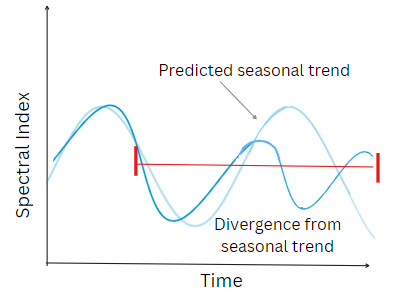 Predicted seasonal trend
Spectral Index
Divergence from
seasonal trend
Time